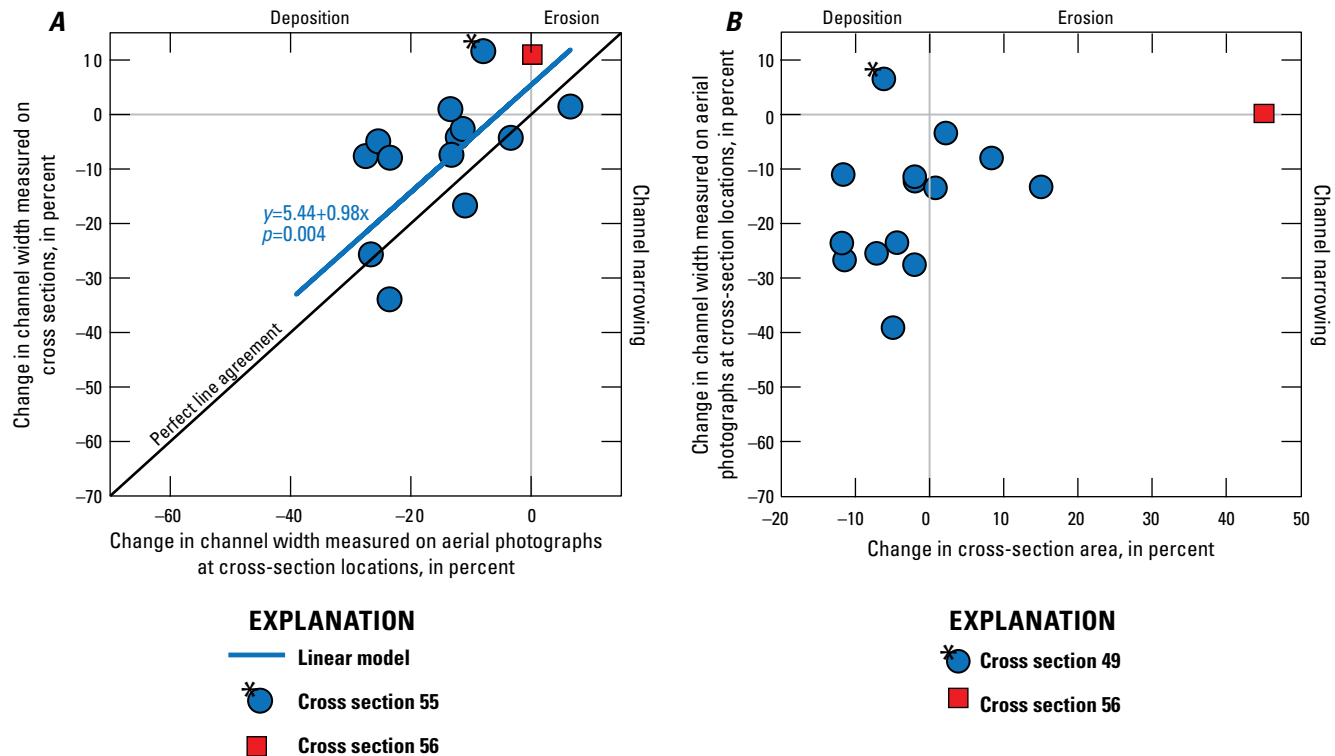 A
Deposition
Erosion
10
0
–10
–20
–30
–40
–50
–60
–70
Change in channel width measured on
cross sections, in percent
y=5.44+0.98x
p=0.004
Perfect line agreement
Channel narrowing
–60
–40
–20
0
Change in channel width measured on aerial photographs
at cross-section locations, in percent
EXPLANATION
Linear model
* Cross section 55
Cross section 56
B
Deposition
Erosion
10
0
–10
–20
–30
–40
–50
–60
–70
Change in channel width measured on aerial
photographs at cross-section locations, in percent
Channel narrowing
–20
–10
0
10
20
30
40
50
Change in cross-section area, in percent
EXPLANATION
* Cross section 49
Cross section 56